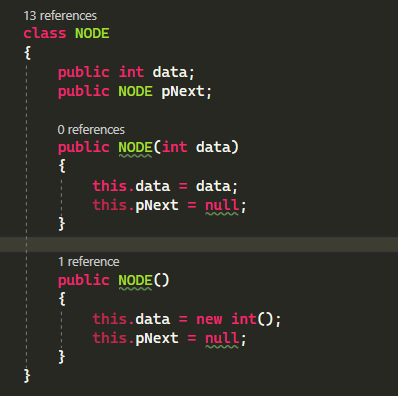 13 references
class NODE
{
public int data;
public NODE pNext;
0 references
public NODE(int data)
{
this.data = data;
this.pNext = null;
}
1 reference
public NODE()
{
this.data = new int();
this.pNext = null;
}
}